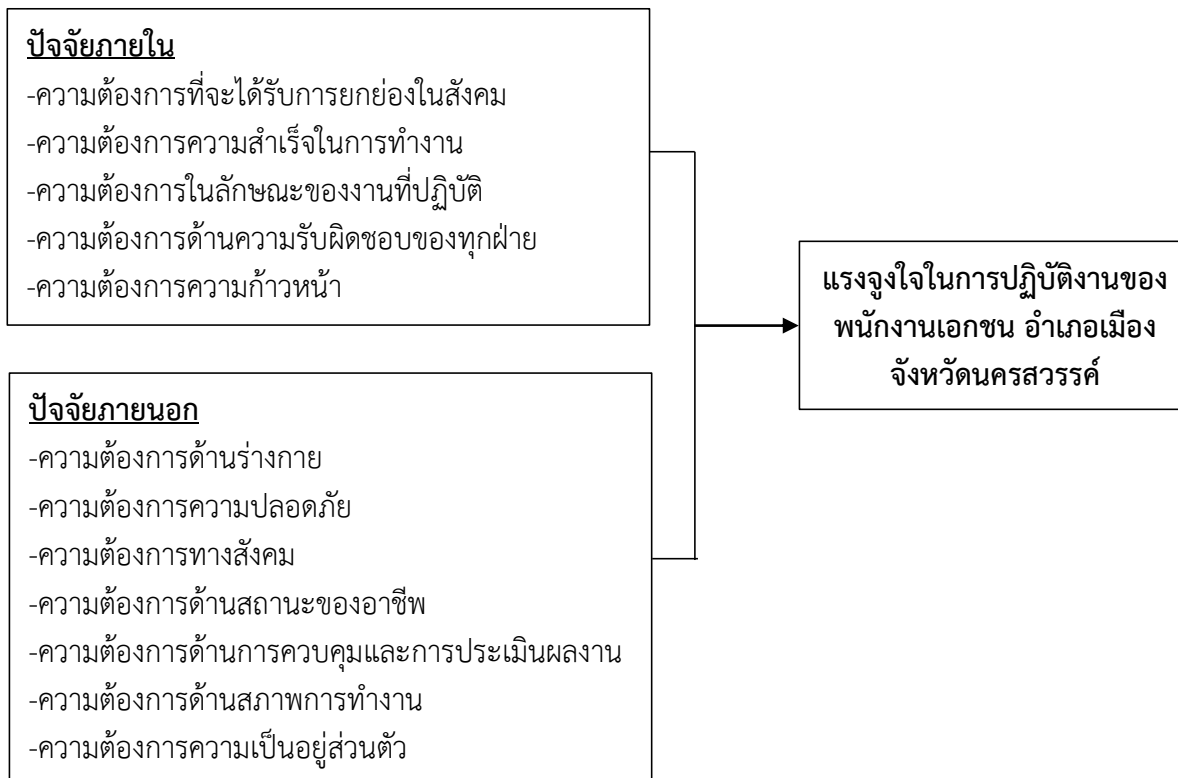 ปัจจัยภายใน
-ความต้องการที่จะได้รับการยกย่องในสังคม
-ความต้องการความสำเร็จในการทำงาน
-ความต้องการในลักษณะของงานที่ปฏิบัติ
-ความต้องการด้านความรับผิดชอบของทุกฝ่าย
-ความต้องการความก้าวหน้า
แรงจูงใจในการปฏิบัติงานของ
พนักงานเอกชน อำเภอเมือง
จังหวัดนครสวรรค์
ปัจจัยภายนอก
-ความต้องการด้านร่างกาย
-ความต้องการความปลอดภัย
-ความต้องการทางสังคม
-ความต้องการด้านสถานะของอาชีพ
-ความต้องการด้านการควบคุมและการประเมินผลงาน
-ความต้องการด้านสภาพการทำงาน
-ความต้องการความเป็นอยู่ส่วนตัว